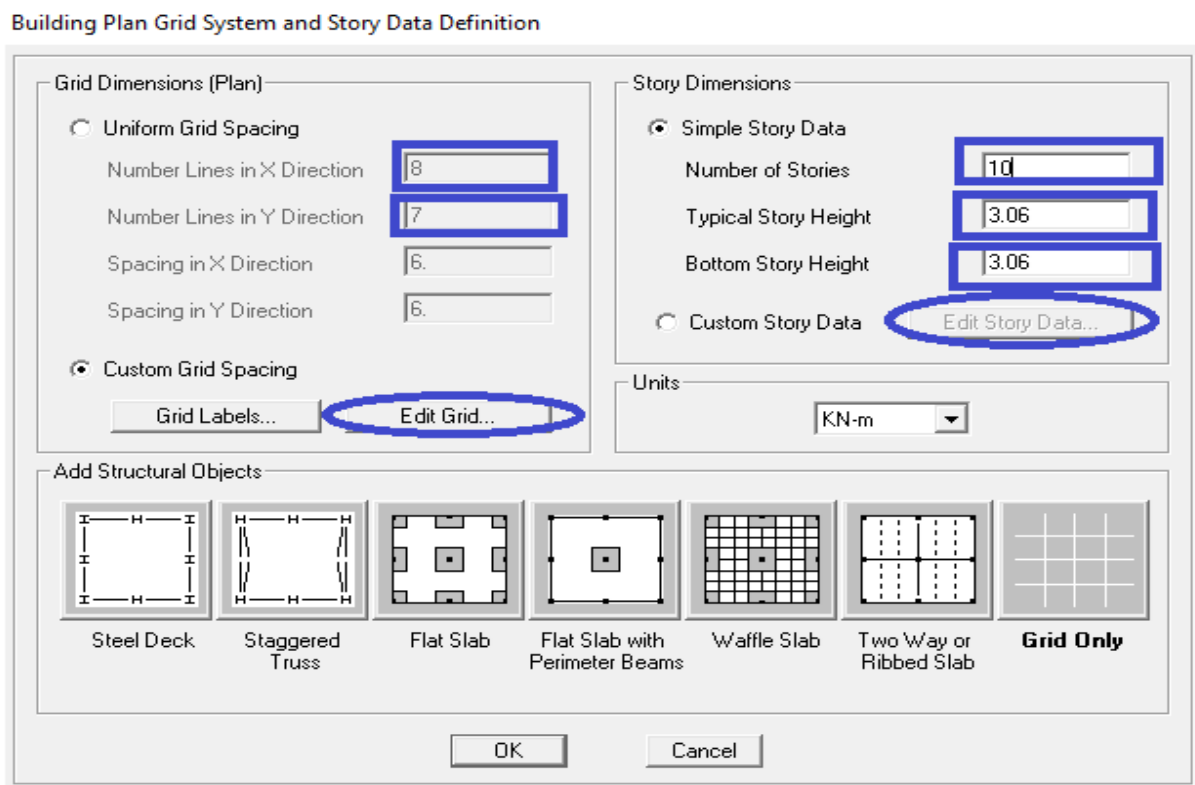 Building Plan Grid System and Story Data Definition
Grid Dimensions (Plan)
Uniform Grid Spacing
Number Lines in X Direction 8
Number Lines in Y Direction 7
Spacing in X Direction 6.
Spacing in Y Direction 6.
Custom Grid Spacing
Grid Labels... Edit Grid...
Story Dimensions
Simple Story Data
Number of Stories 10
Typical Story Height 3.06
Bottom Story Height 3.06
Custom Story Data Edit Story Data...
Units
KN-m
Add Structural Objects
Steel Deck
Staggered
Truss
Flat Slab
Flat Slab with
Perimeter Beams
Waffle Slab
Two Way or
Ribbed Slab
Grid Only
OK Cancel